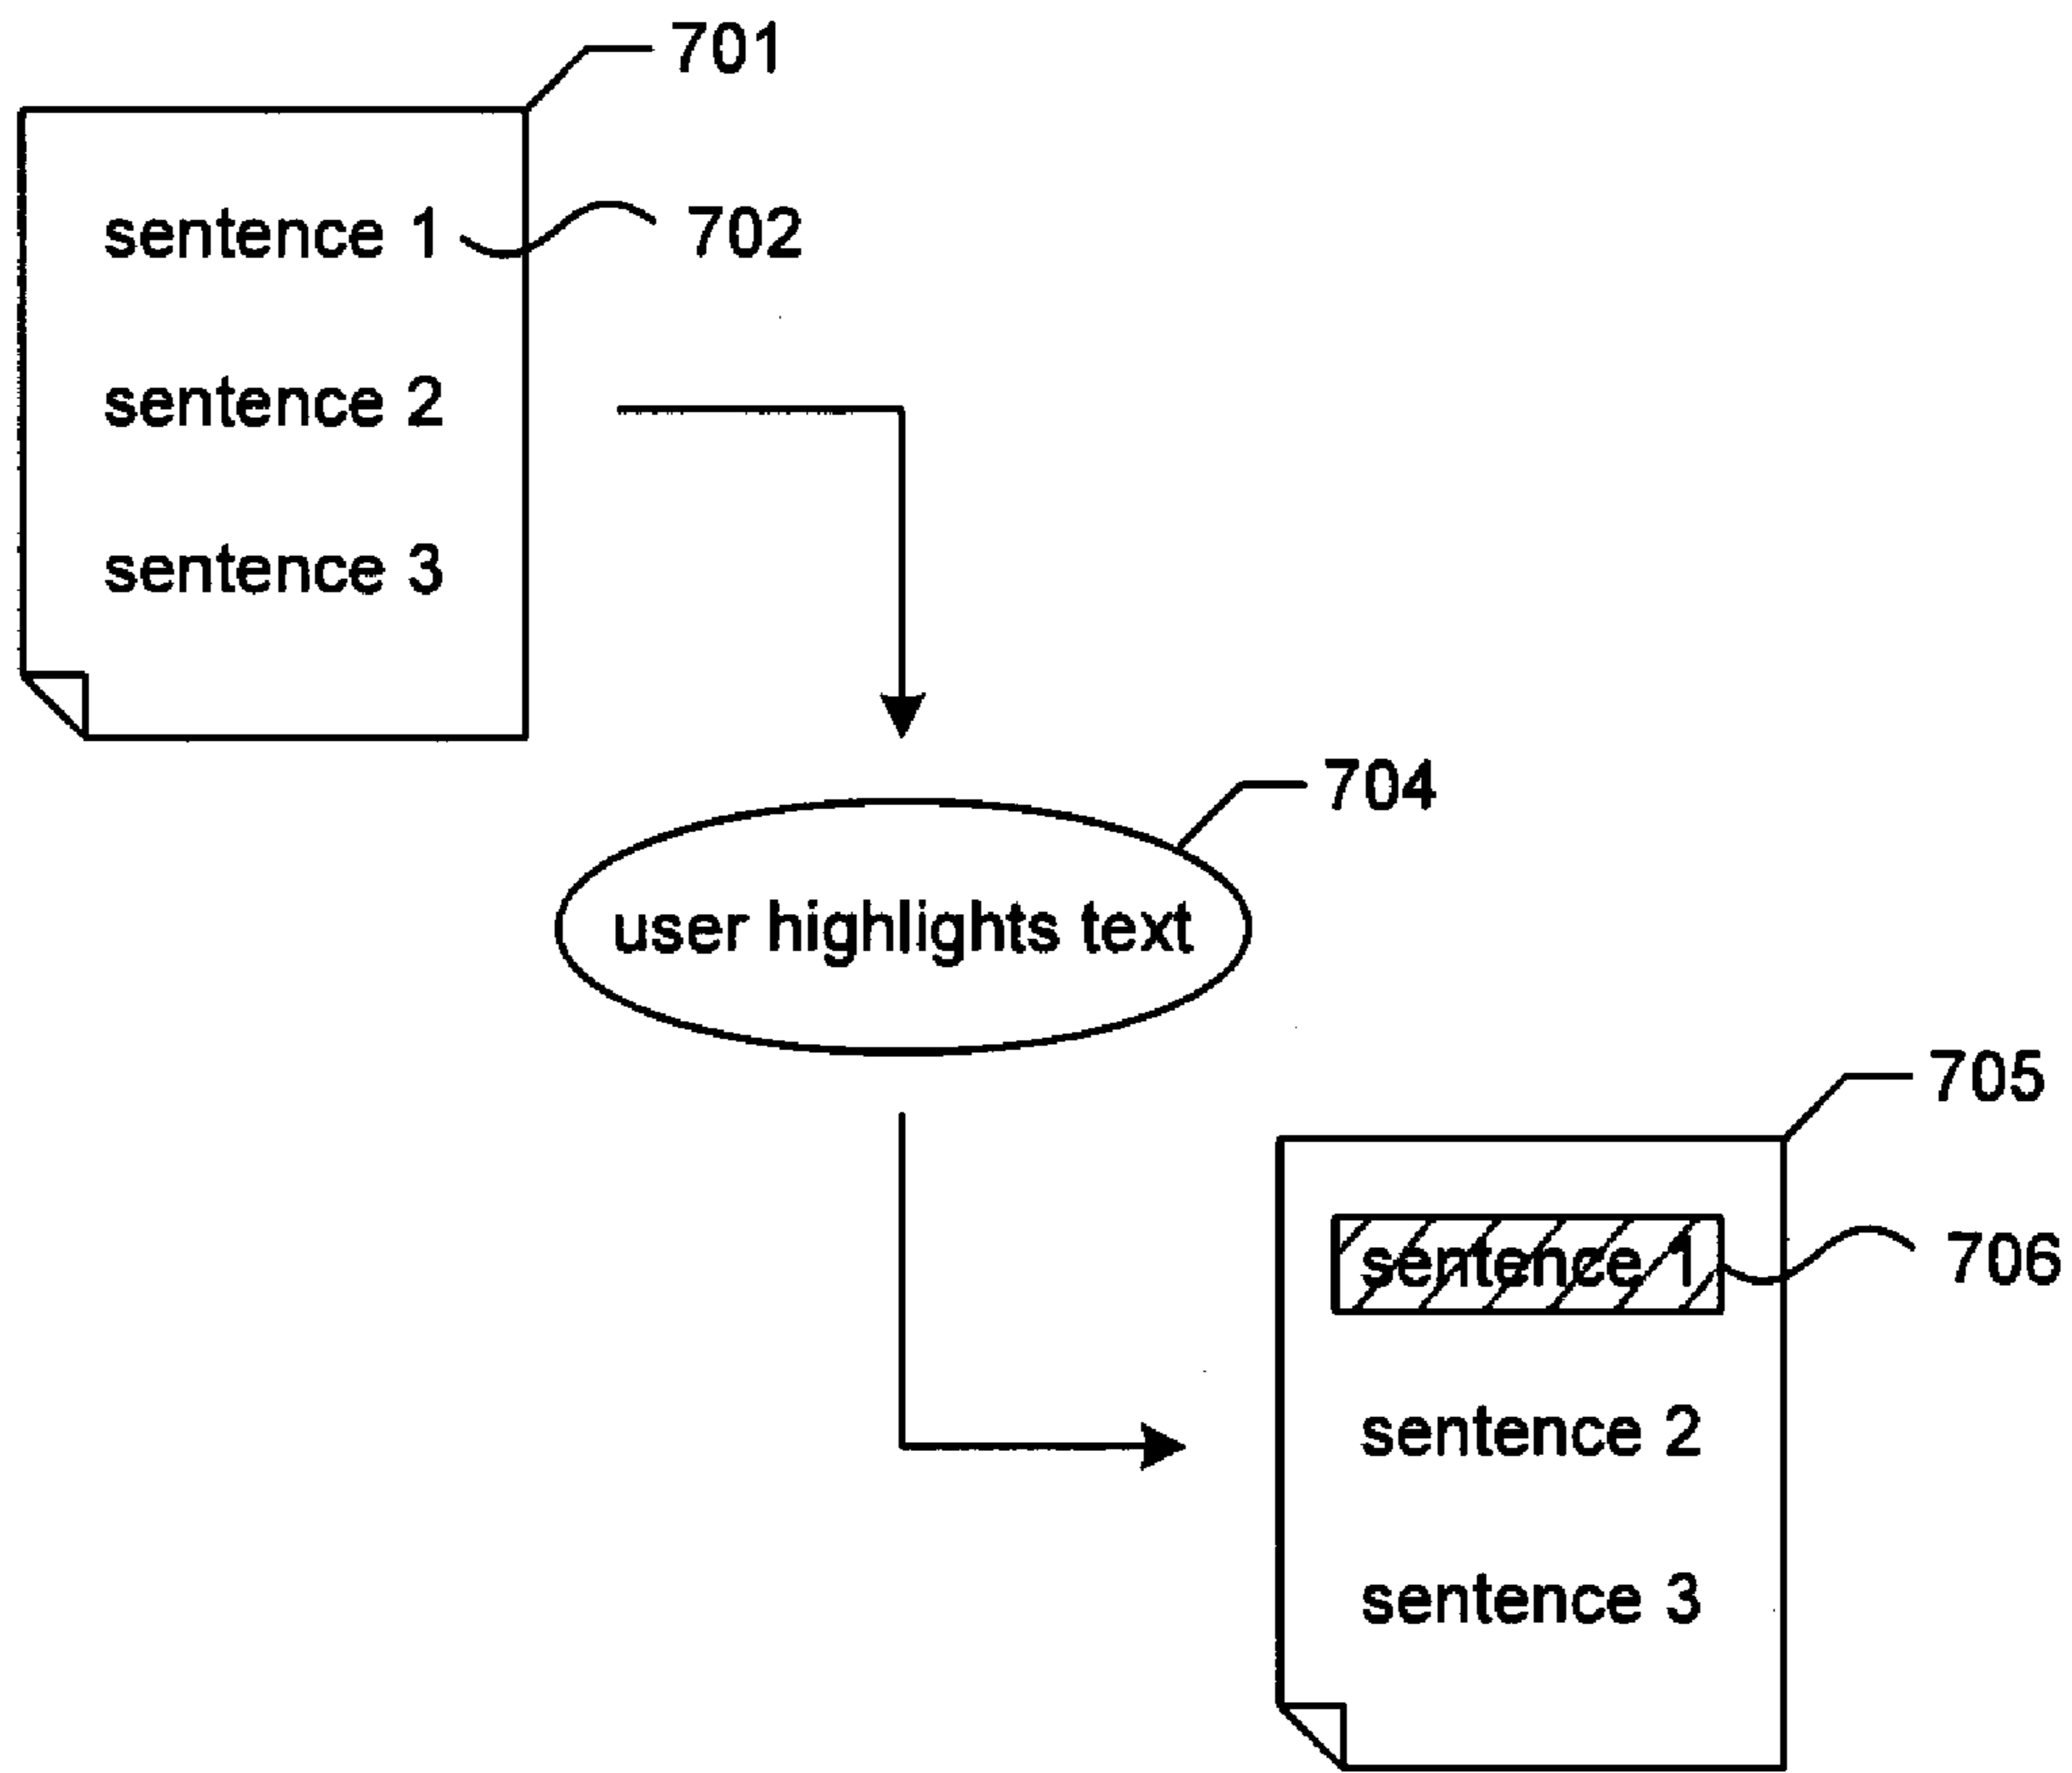 701
sentence 1
702
sentence 2
sentence 3
704
user highlights text
705
sentence 1
706
sentence 2
sentence 3